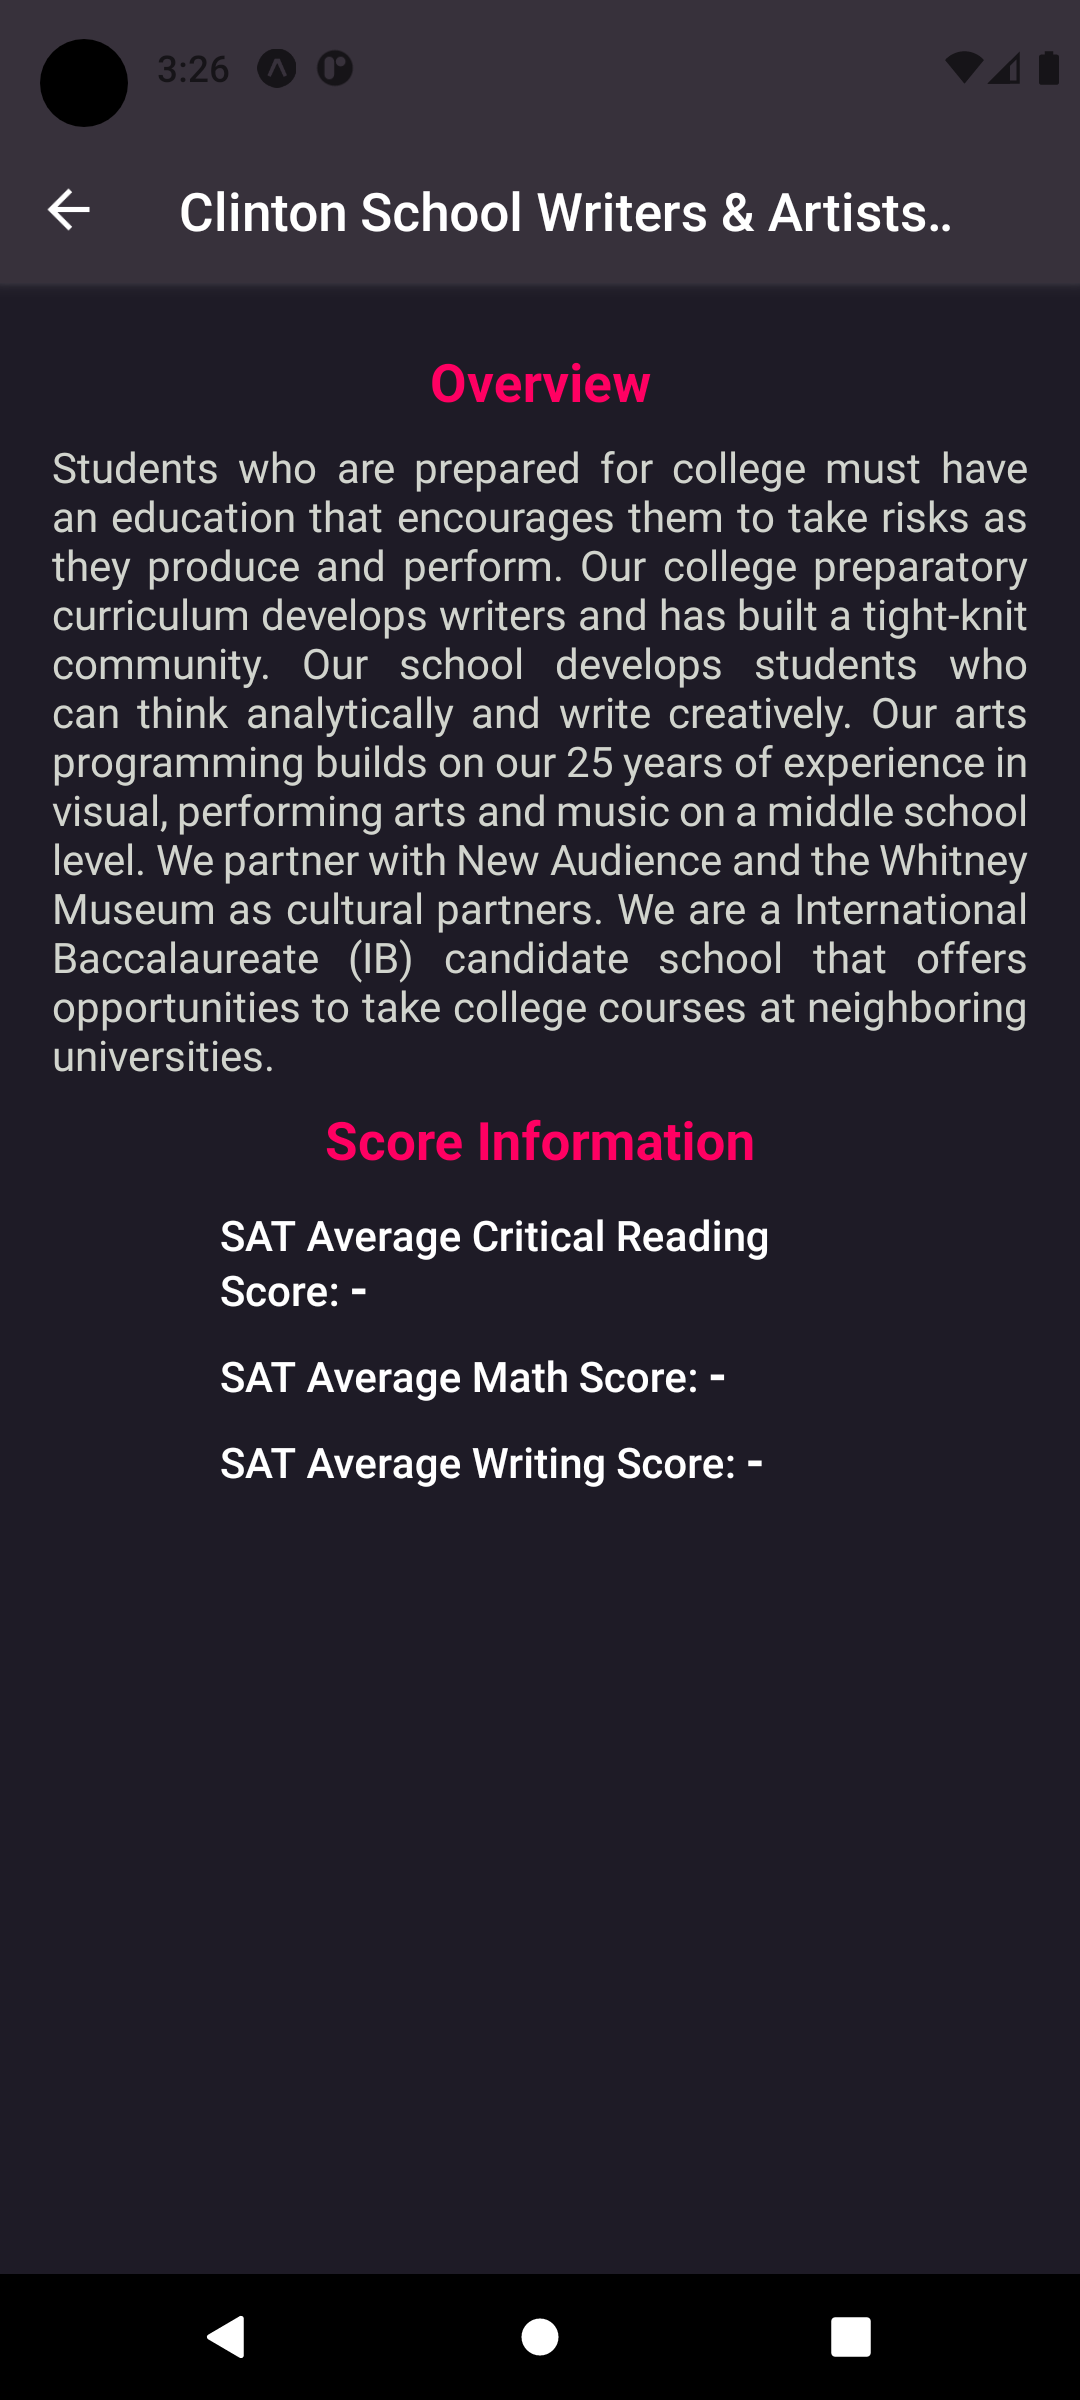 3:26
Clinton School Writers & Artists..
Overview
Students who are prepared for college must have
an education that encourages them to take risks as
they produce and perform. Our college preparatory
curriculum develops writers and has built a tight-knit
community. Our school develops students who
can think analytically and write creatively. Our arts
programming builds on our 25 years of experience in
visual, performing arts and music on a middle school
level. We partner with New Audience and the Whitney
Museum as cultural partners. We are a International
Baccalaureate (IB) candidate school that offers
opportunities to take college courses at neighboring
universities.
Score Information
SAT Average Critical Reading
Score: -
SAT Average Math Score: -
SAT Average Writing Score: -